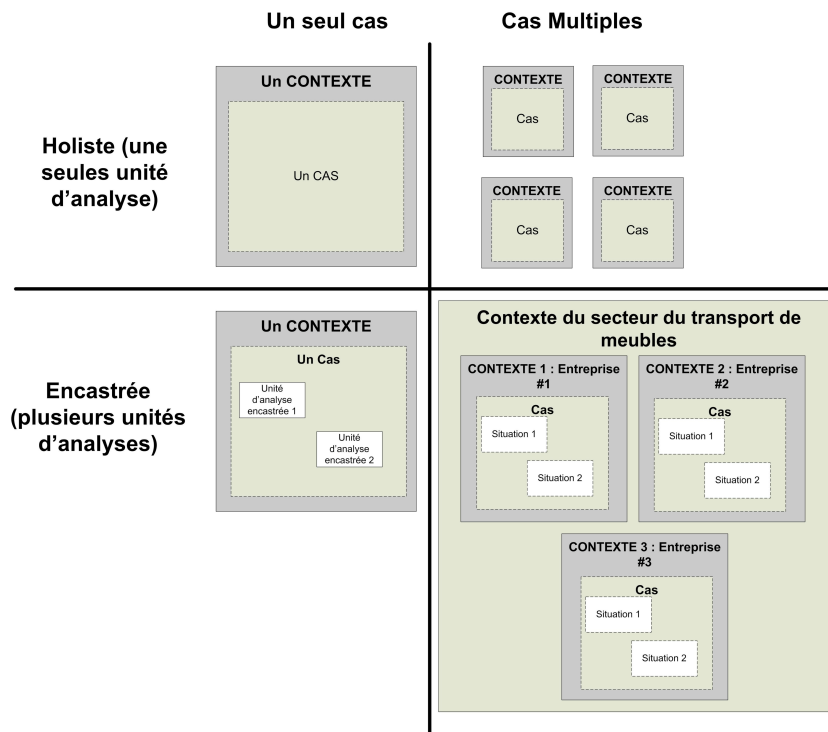 Un seul cas
Cas Multiples
Holiste (une
seules unité
d'analyse)
Un CONTEXTE
Un CAS
CONTEXTE
Cas
CONTEXTE
Cas
CONTEXTE
Cas
CONTEXTE
Cas
Encastrée
(plusieurs unités
d'analyses)
Un CONTEXTE
Un Cas
Unité
d'analyse
encastrée 1
Unité
d'analyse
encastrée 2
Contexte du secteur du transport de
meubles
CONTEXTE 1 : Entreprise
#1
Cas
Situation 1
Situation 2
CONTEXTE 2 : Entreprise
#2
Cas
Situation 1
Situation 2
CONTEXTE 3 : Entreprise
#3
Cas
Situation 1
Situation 2